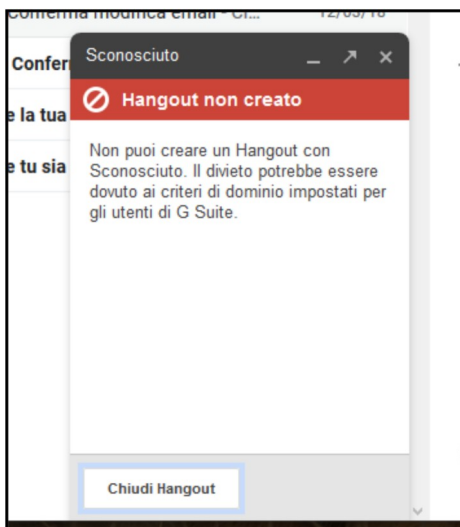 Conferma modifica email - Cr...
12/03/18
Confer
Sconosciuto
e la tua
Hangout non creato
e tu sia
Non puoi creare un Hangout con
Sconosciuto. Il divieto potrebbe essere
dovuto ai criteri di dominio impostati per
gli utenti di G Suite.
Chiudi Hangout